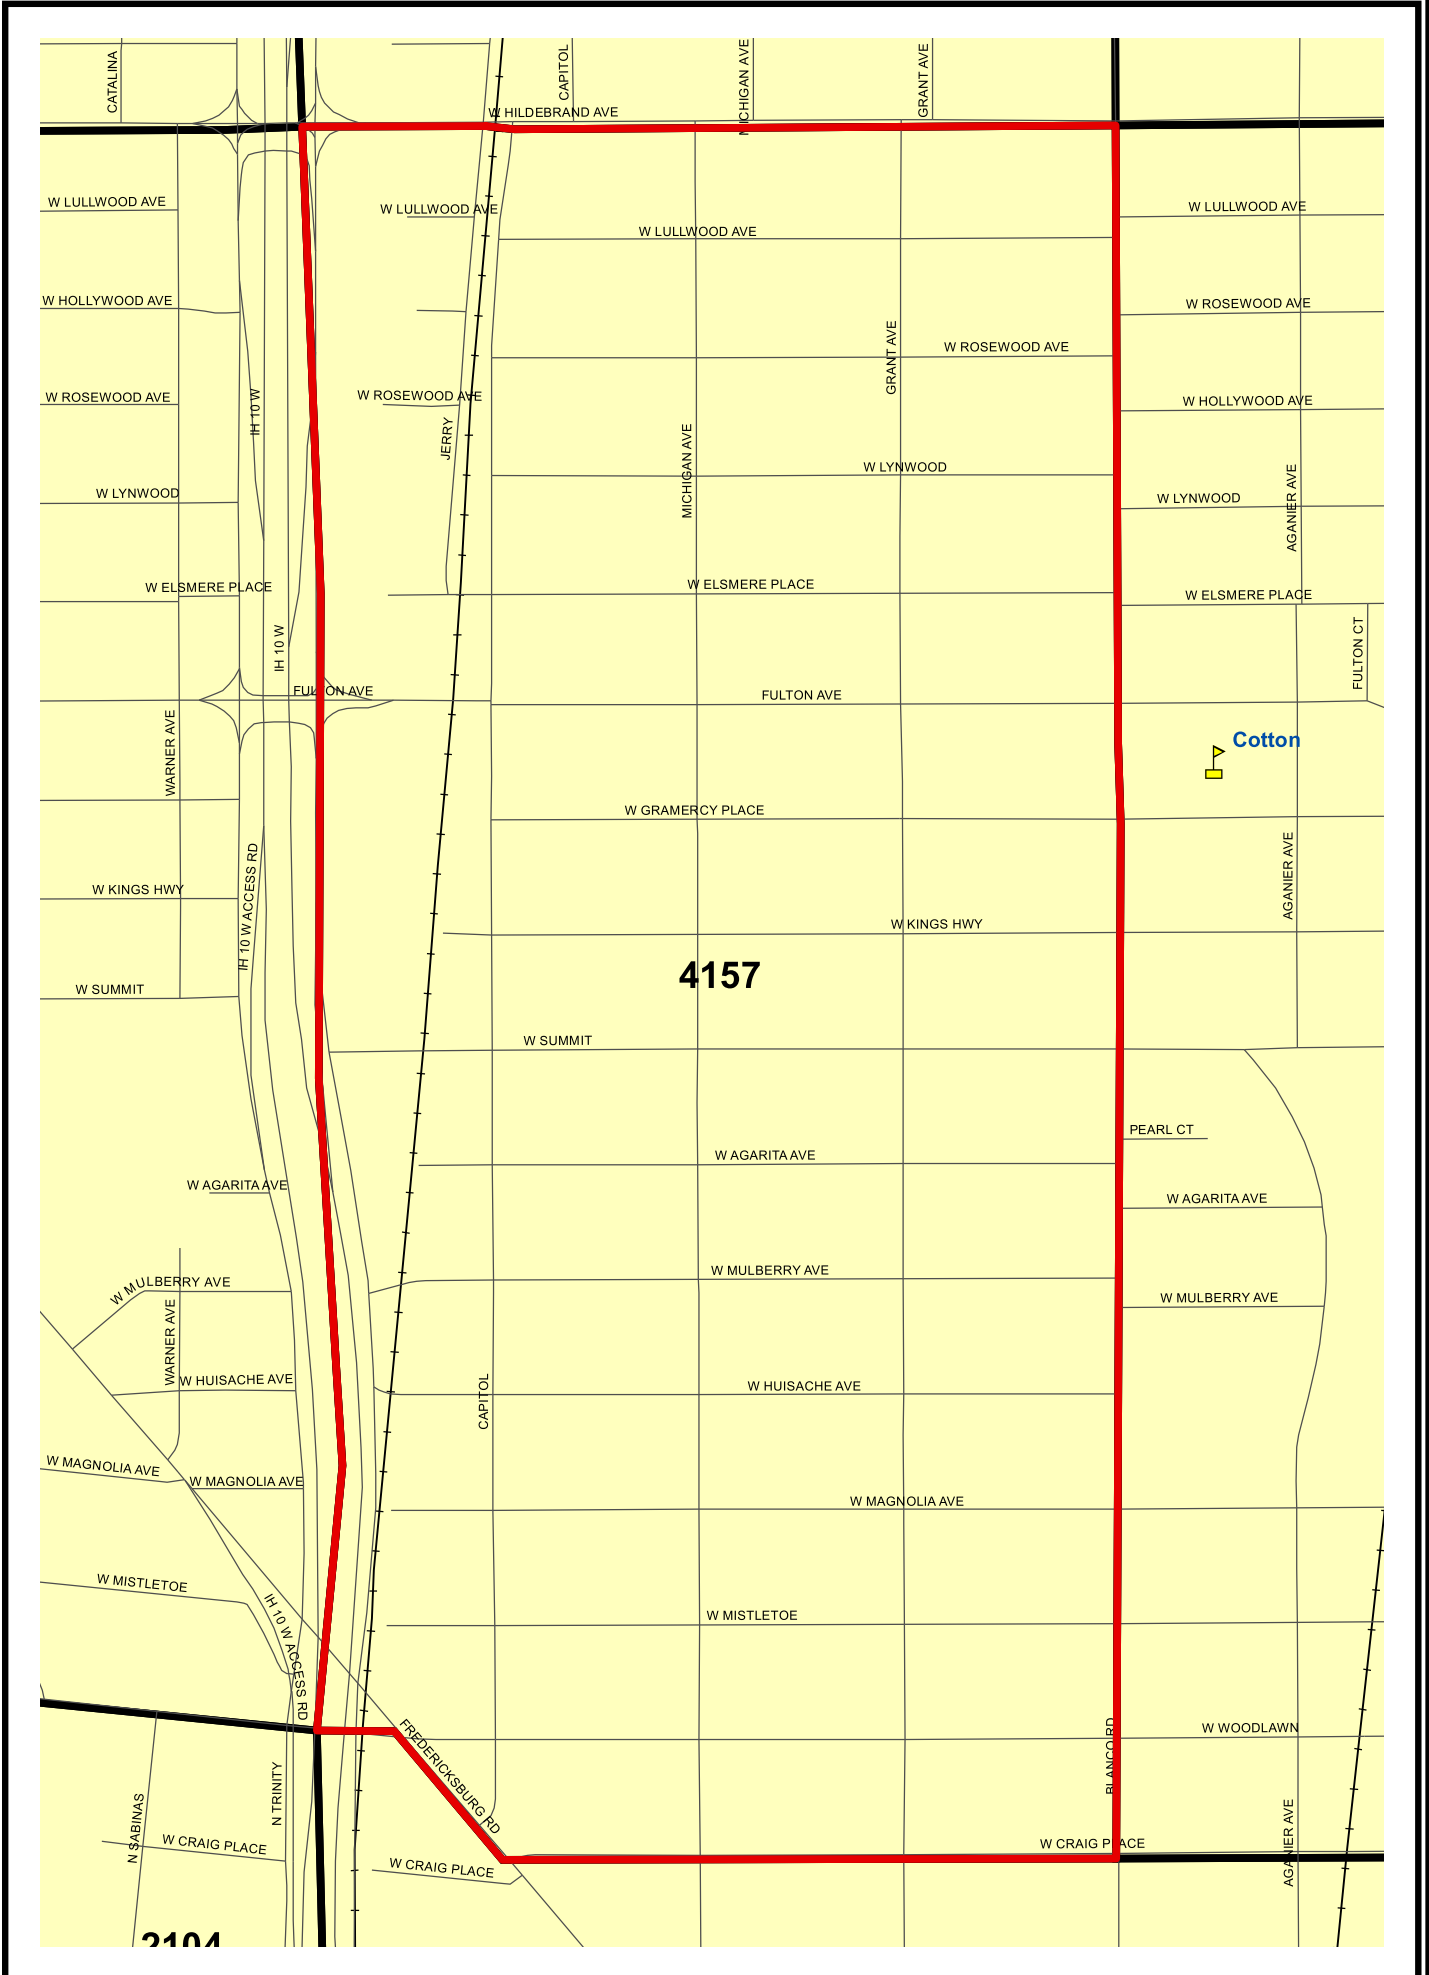 CATALINA
CAPITOL
MICHIGAN AVE
GRANT AVE
W HILDEBRAND AVE
W LULLWOOD AVE
W LULLWOOD AVE
W LULLWOOD AVE
W LULLWOOD AVE
W HOLLYWOOD AVE
W ROSEWOOD AVE
GRANT AVE
W ROSEWOOD AVE
W ROSEWOOD AVE
W ROSEWOOD AVE
IH 10 W
W HOLLYWOOD AVE
JERRY
MICHIGAN AVE
W LYNWOOD
W LYNWOOD
W LYNWOOD
AGANIER AVE
W ELSMERE PLACE
W ELSMERE PLACE
W ELSMERE PLACE
IH 10 W
FULTON CT
FULTON AVE
FULTON AVE
WARNER AVE
Cotton
W GRAMERCY PLACE
IH 10 W ACCESS RD
AGANIER AVE
W KINGS HWY
W KINGS HWY
4157
W SUMMIT
W SUMMIT
PEARL CT
W AGARITA AVE
W AGARITA AVE
W AGARITA AVE
W MULBERRY AVE
W MULBERRY AVE
W MULBERRY AVE
WARNER AVE
W HUISACHE AVE
W HUISACHE AVE
CAPITOL
W MAGNOLIA AVE
W MAGNOLIA AVE
W MAGNOLIA AVE
W MISTLETOE
W MISTLETOE
IH 10 W ACCESS RD
FREDERICKSBURG RD
BLANCO RD
W WOODLAWN
N TRINITY
N SABINAS
W CRAIG PLACE
W CRAIG PLACE
W CRAIG PLACE
AGANIER AVE
2104